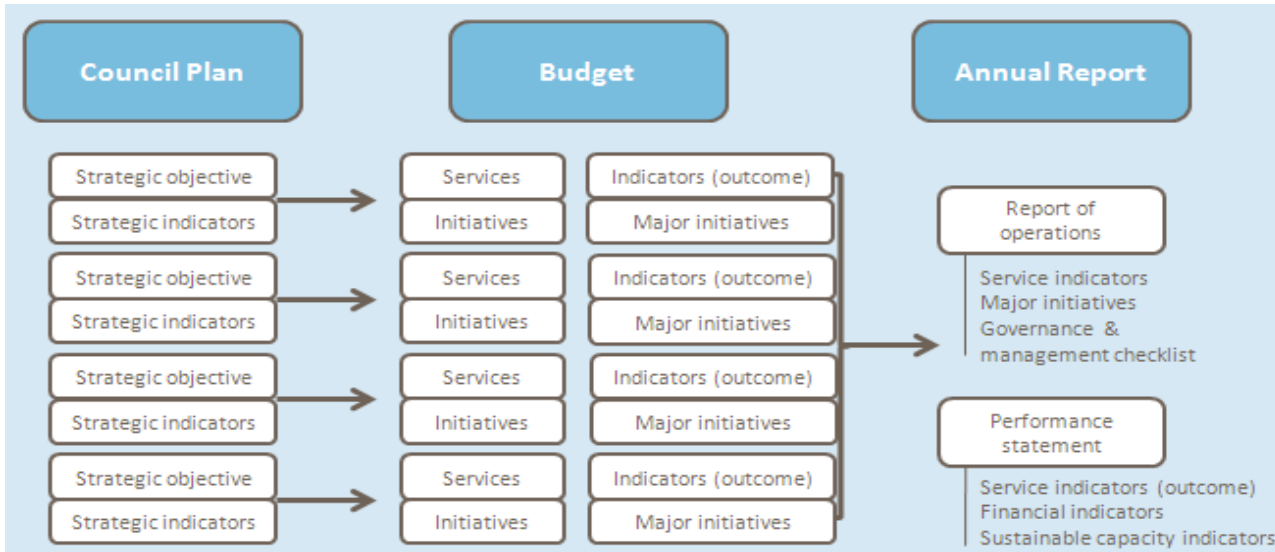 Council Plan
Budget
Annual Report
Strategic objective
Strategic indicators
Services
Initiatives
Indicators (outcome)
Major initiatives
Strategic objective
Strategic indicators
Services
Initiatives
Indicators (outcome)
Major initiatives
Strategic objective
Strategic indicators
Services
Initiatives
Indicators (outcome)
Major initiatives
Strategic objective
Strategic indicators
Services
Initiatives
Indicators (outcome)
Major initiatives
Report of
operations
Service indicators
Major initiatives
Governance &
management checklist
Performance
statement
Service indicators (outcome)
Financial indicators
Sustainable capacity indicators